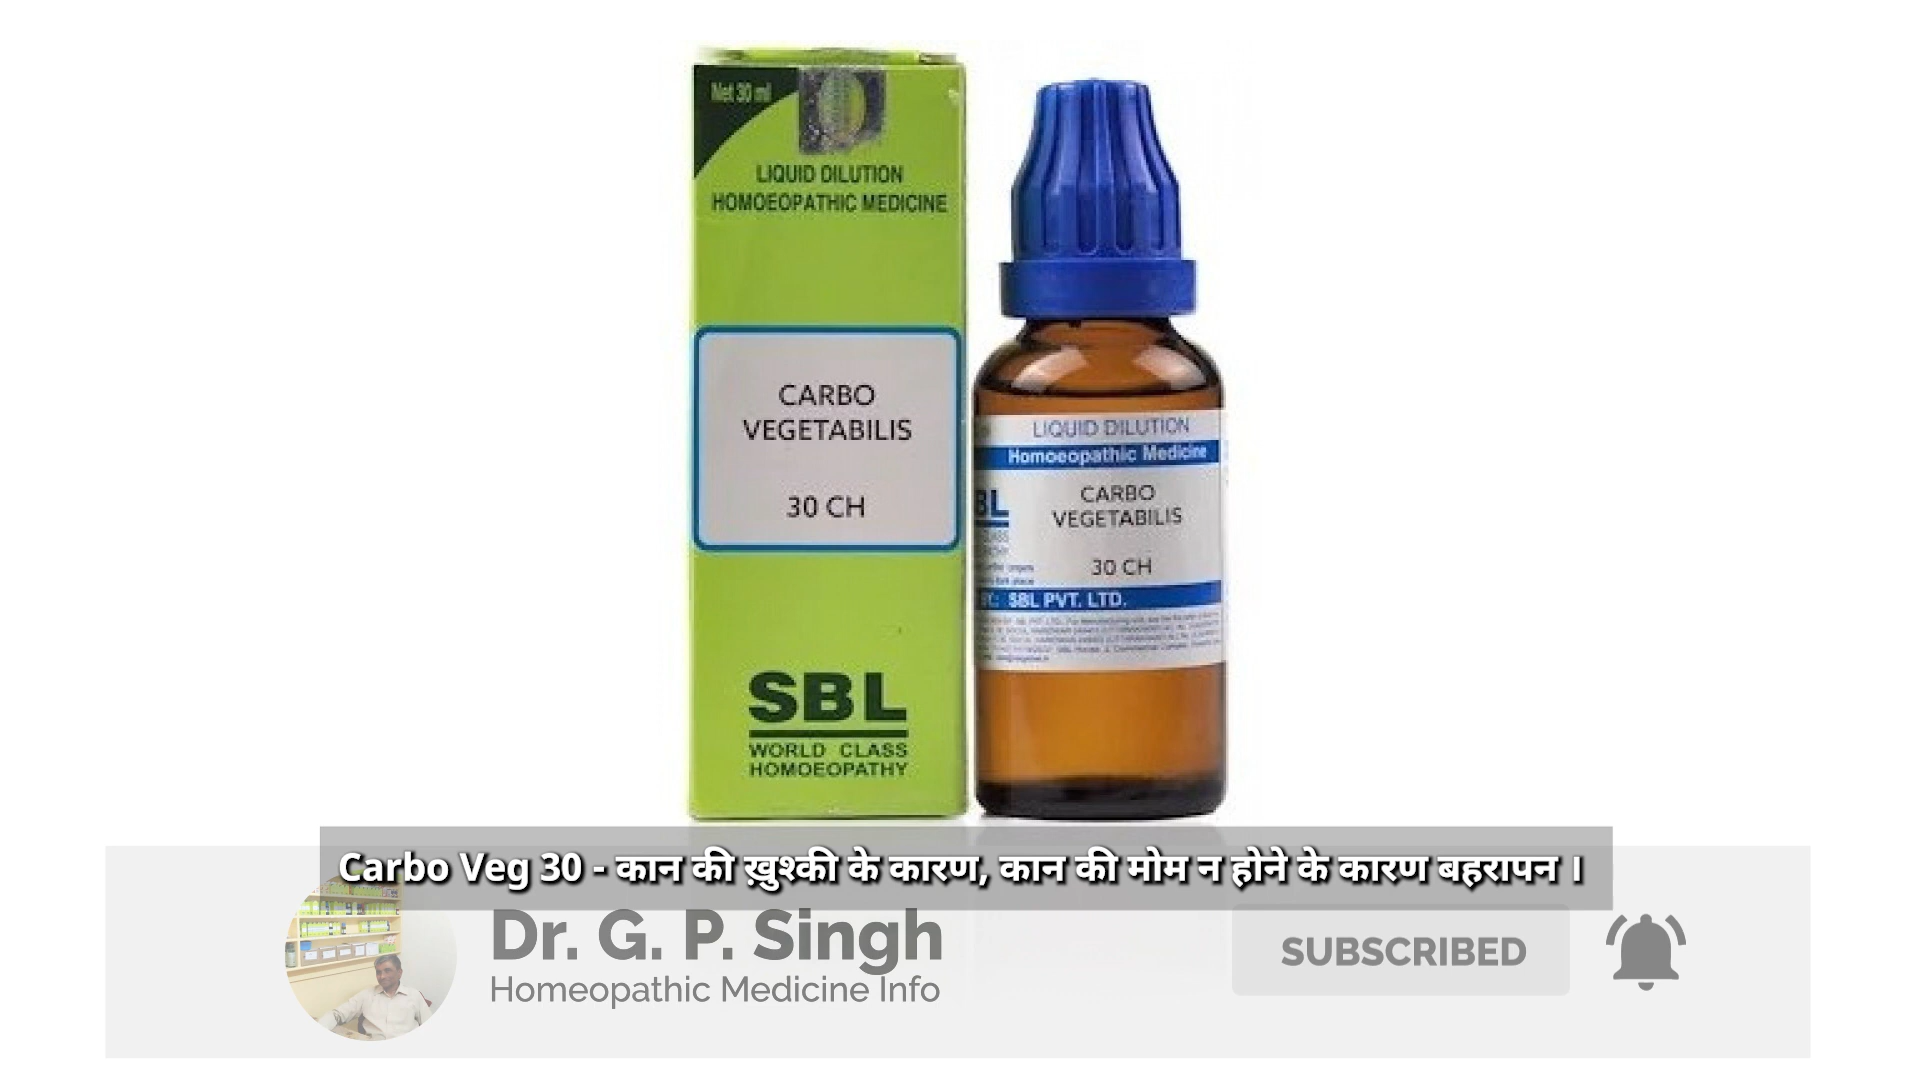 Net 30 ml
LIQUID DILUTION
HOMOEOPATHIC MEDICINE
CARBO
VEGETABILIS
30 CH
SBL
WORLD CLASS
HOMOEOPATHY
LIQUID DILUTION
Homoeopathic Medicine
BL
CARBO
VEGETABILIS
30 CH
SBL PVT. LTD.
Carbo Veg 30 - कान की ख़ुश्की के कारण, कान की मोम न होने के कारण बहरापन ।
Dr. G. P. Singh
Homeopathic Medicine Info
SUBSCRIBED